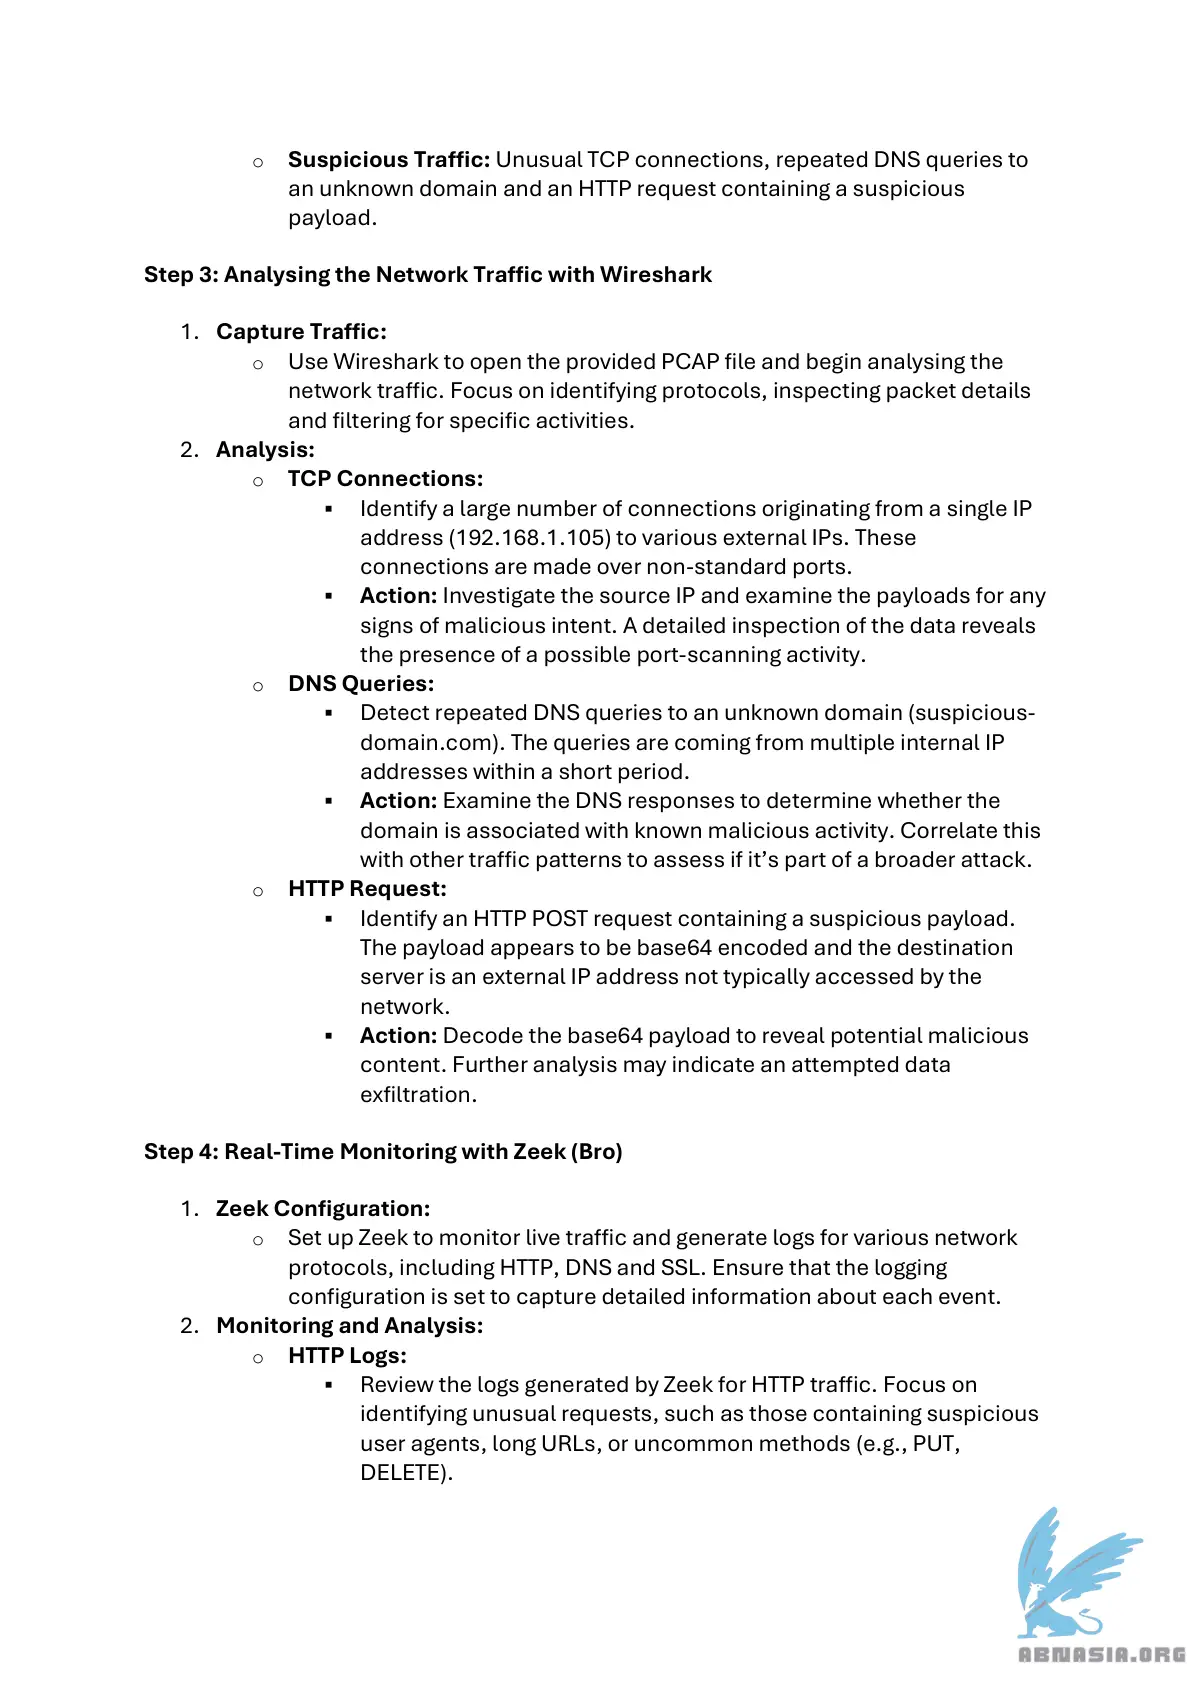 o Suspicious Traffic: Unusual TCP connections, repeated DNS queries to
an unknown domain and an HTTP request containing a suspicious
payload.
Step 3: Analysing the Network Traffic with Wireshark
1. Capture Traffic:
o Use Wireshark to open the provided PCAP file and begin analysing the
network traffic. Focus on identifying protocols, inspecting packet details
and filtering for specific activities.
2. Analysis:
o TCP Connections:
▪ Identify a large number of connections originating from a single IP
address (192.168.1.105) to various external IPs. These
connections are made over non-standard ports.
▪ Action: Investigate the source IP and examine the payloads for any
signs of malicious intent. A detailed inspection of the data reveals
the presence of a possible port-scanning activity.
o DNS Queries:
▪ Detect repeated DNS queries to an unknown domain (suspicious-
domain.com). The queries are coming from multiple internal IP
addresses within a short period.
▪ Action: Examine the DNS responses to determine whether the
domain is associated with known malicious activity. Correlate this
with other traffic patterns to assess if it’s part of a broader attack.
o HTTP Request:
▪ Identify an HTTP POST request containing a suspicious payload.
The payload appears to be base64 encoded and the destination
server is an external IP address not typically accessed by the
network.
▪ Action: Decode the base64 payload to reveal potential malicious
content. Further analysis may indicate an attempted data
exfiltration.
Step 4: Real-Time Monitoring with Zeek (Bro)
1. Zeek Configuration:
o Set up Zeek to monitor live traffic and generate logs for various network
protocols, including HTTP, DNS and SSL. Ensure that the logging
configuration is set to capture detailed information about each event.
2. Monitoring and Analysis:
o HTTP Logs:
▪ Review the logs generated by Zeek for HTTP traffic. Focus on
identifying unusual requests, such as those containing suspicious
user agents, long URLs, or uncommon methods (e.g., PUT,
DELETE).
ABNASIA.ORG